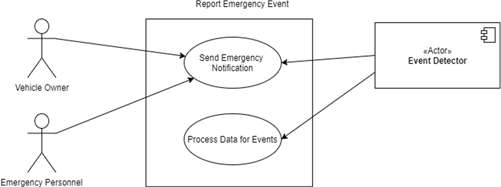 Report Emergency Event
Send Emergency
Notification
«Actor»
Event Detector
Vehicle Owner
Process Data for Events
Emergency Personnel